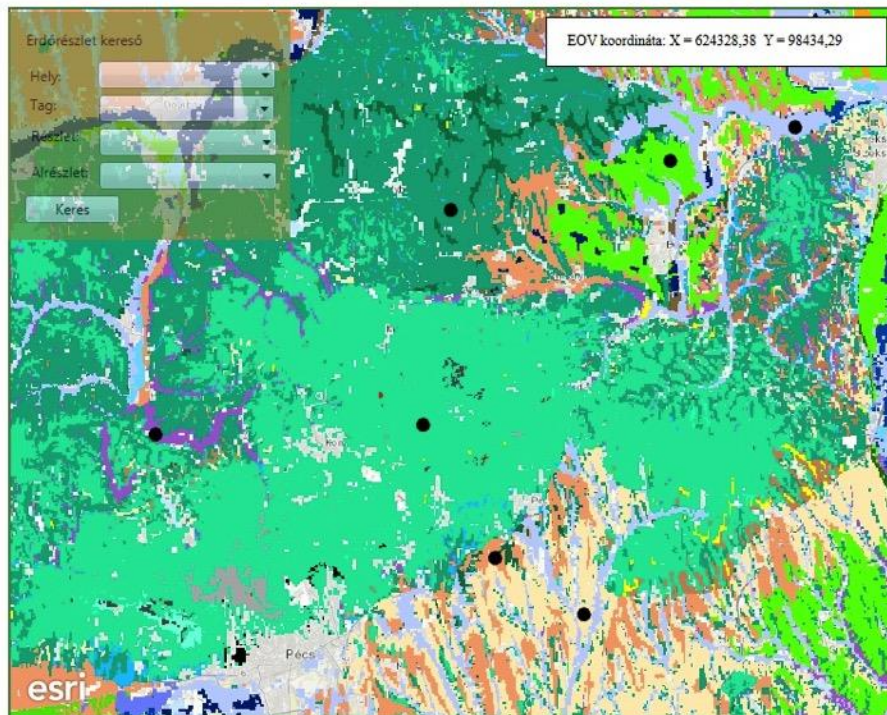 Erdőrészlet kereső
EOV koordináta: X = 624328,38 Y = 98434,29
Hely:
Tag:
Részlet:
Alrészlet:
Keres
Pécs
esri